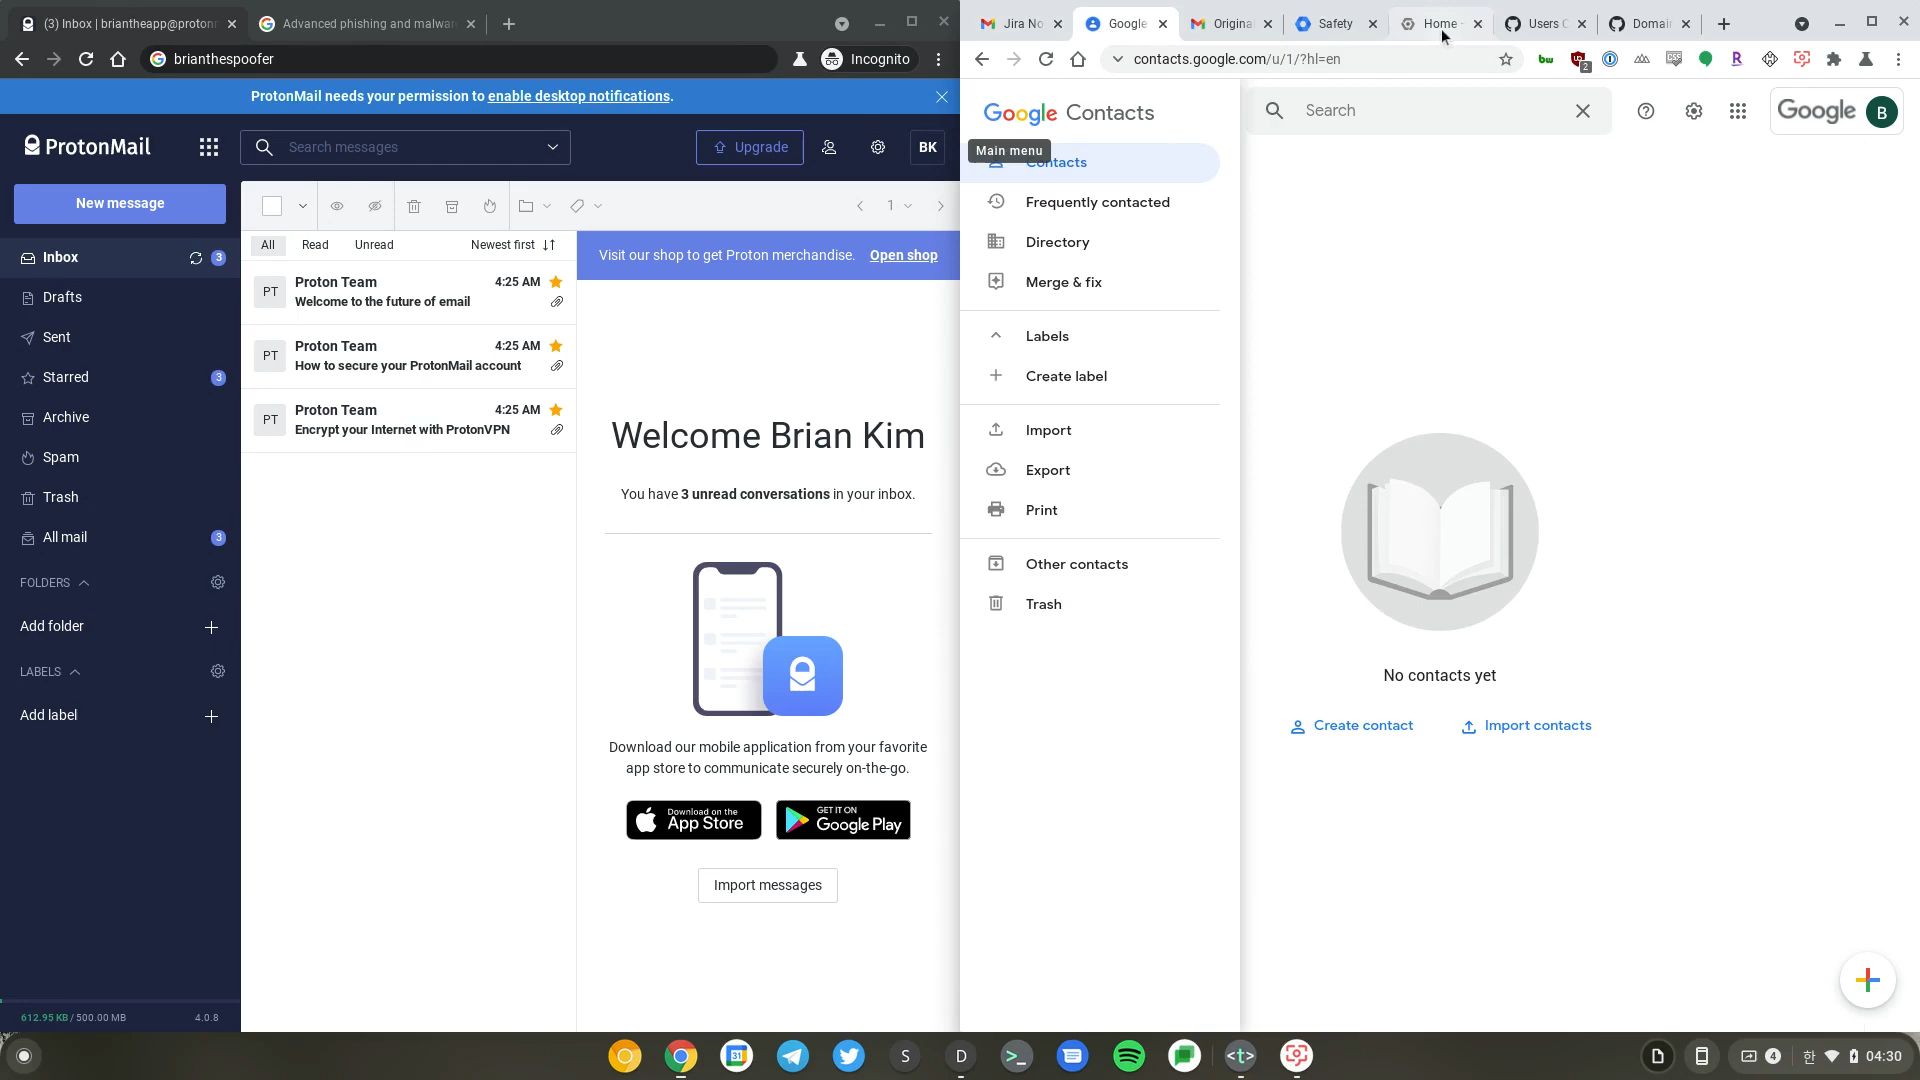 (3) Inbox | briantheapp@protonm
Advanced phishing and malwar
brianthespoofer
Incognito
ProtonMail needs your permission to enable desktop notifications.
ProtonMail
Search messages
Upgrade
BK
New message
1
Inbox
3
Drafts
Sent
Starred
3
Archive
Spam
Trash
All mail
3
FOLDERS
Add folder
LABELS
Add label
612.95 KB / 500.00 MB
4.0.8
All
Read
Unread
Newest first
PT
Proton Team
4:25 AM
Welcome to the future of email
PT
Proton Team
4:25 AM
How to secure your ProtonMail account
PT
Proton Team
4:25 AM
Encrypt your Internet with ProtonVPN
Visit our shop to get Proton merchandise. Open shop
Welcome Brian Kim
You have 3 unread conversations in your inbox.
Download our mobile application from your favorite
app store to communicate securely on-the-go.
Download on the
App Store
GET IT ON
Google Play
Import messages
Jira No
Google
Origina
Safety
Home -
Users C
Domai
contacts.google.com/u/1/?hl=en
2
Google Contacts
Search
Google
B
Main menu
Contacts
Frequently contacted
Directory
Merge & fix
Labels
Create label
Import
Export
Print
Other contacts
Trash
No contacts yet
Create contact
Import contacts
31
S
D
>_
<t>
4
한
04:30